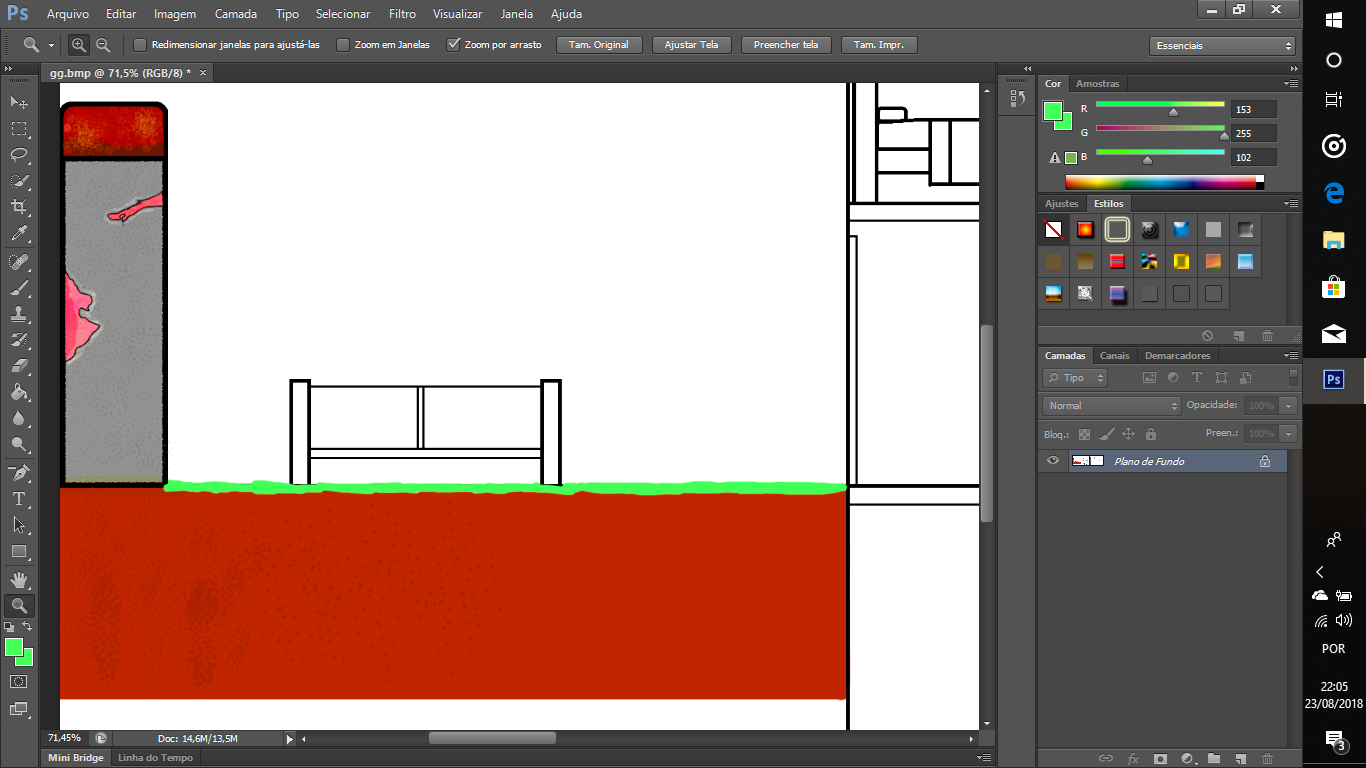 Ps Arquivo Editar Imagem Camada Tipo Selecionar Filtro Visualizar Janela Ajuda
Redimensionar janelas para ajustá-las Zoom em Janelas Zoom por arrasto Tam. Original Ajustar Tela Preencher tela Tam. Impr. Essenciais
gg.bmp @ 71,5% (RGB/8) * ×
Cor Amostras
R 153
G 255
B 102
Ajustes Estilos
Camadas Canais Demarcadores
Tipo
Normal Opacidade: 100%
Bloq.: Preen.: 100%
Plano de Fundo
71,45% Doc: 14,6M/13,5M
Mini Bridge Linha do Tempo
Ps
POR
22:05
23/08/2018
3